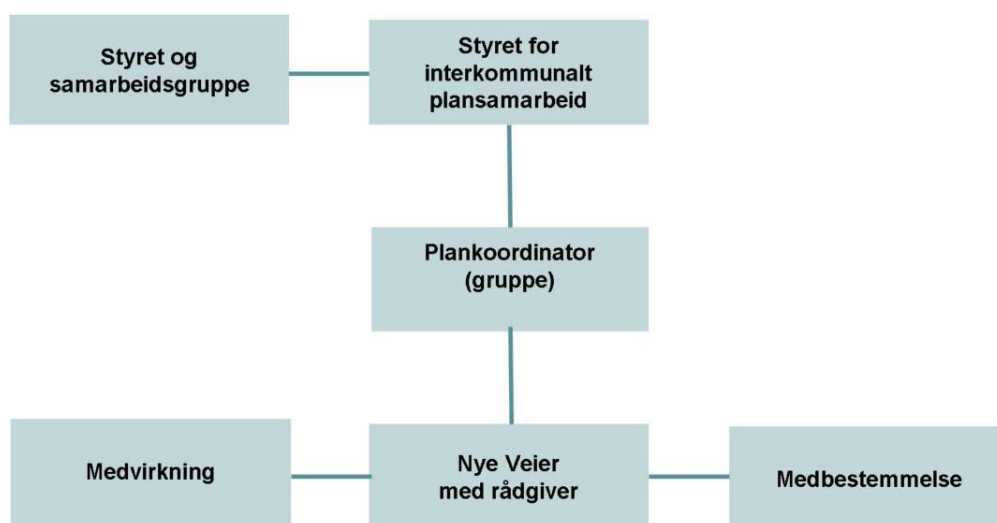 Styret og
samarbeidsgruppe
Styret for
interkommunalt
plansamarbeid
Plankoordinator
(gruppe)
Medvirkning
Nye Veier
med rådgiver
Medbestemmelse